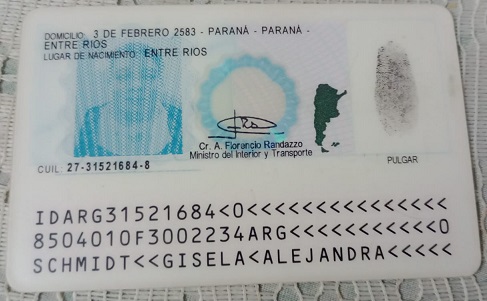 DOMICILIO: 3 DE FEBRERO 2583 - PARANÁ - PARANÁ -
ENTRE RIOS
LUGAR DE NACIMIENTO: ENTRE RIOS
Cr. A. Florencio Randazzo
Ministro del Interior y Transporte
CUIL: 27-31521684-8
PULGAR
IDARG31521684<0<<<<<<<<<<<<<<<
8504010F3002234ARG<<<<<<<<<<<0
SCHMIDT<<GISELA<ALEJANDRA<<<<<